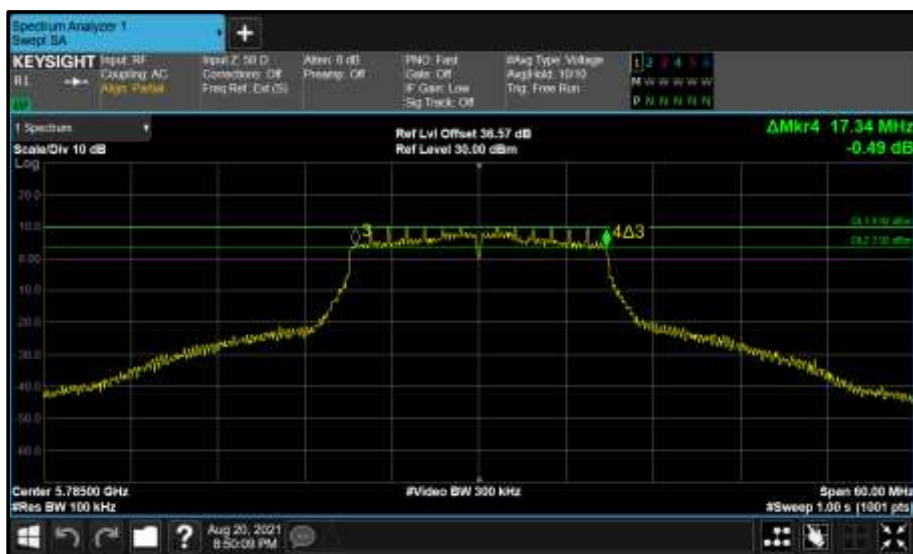 Spectrum Analyzer 1
Swept SA
+
KEYSIGHT
Input: RF
Coupling: AC
Align: Partial
Input Z: 50 Ω
Corrections: Off
Freq Ref: Ext (S)
Atten: 0 dB
Preamp: Off
PNO: Fast
Gate: Off
IF Gain: Low
Sig Track: Off
#Avg Type: Voltage
Avg|Hold: 10/10
Trig: Free Run
1 2 3 4 5 6
M W W W W W
P N N N N N
1 Spectrum
Scale/Div 10 dB
Ref Lvl Offset 36.57 dB
Ref Level 30.00 dBm
ΔMkr4 17.34 MHz
-0.49 dB
Log
20.0
10.0
0.00
-10.0
-20.0
-30.0
-40.0
-50.0
-60.0
3
4Δ3
Center 5.78500 GHz
#Res BW 100 kHz
#Video BW 300 kHz
Span 60.00 MHz
#Sweep 1.00 s (1001 pts)
?
Aug 20, 2021
8:50:09 PM